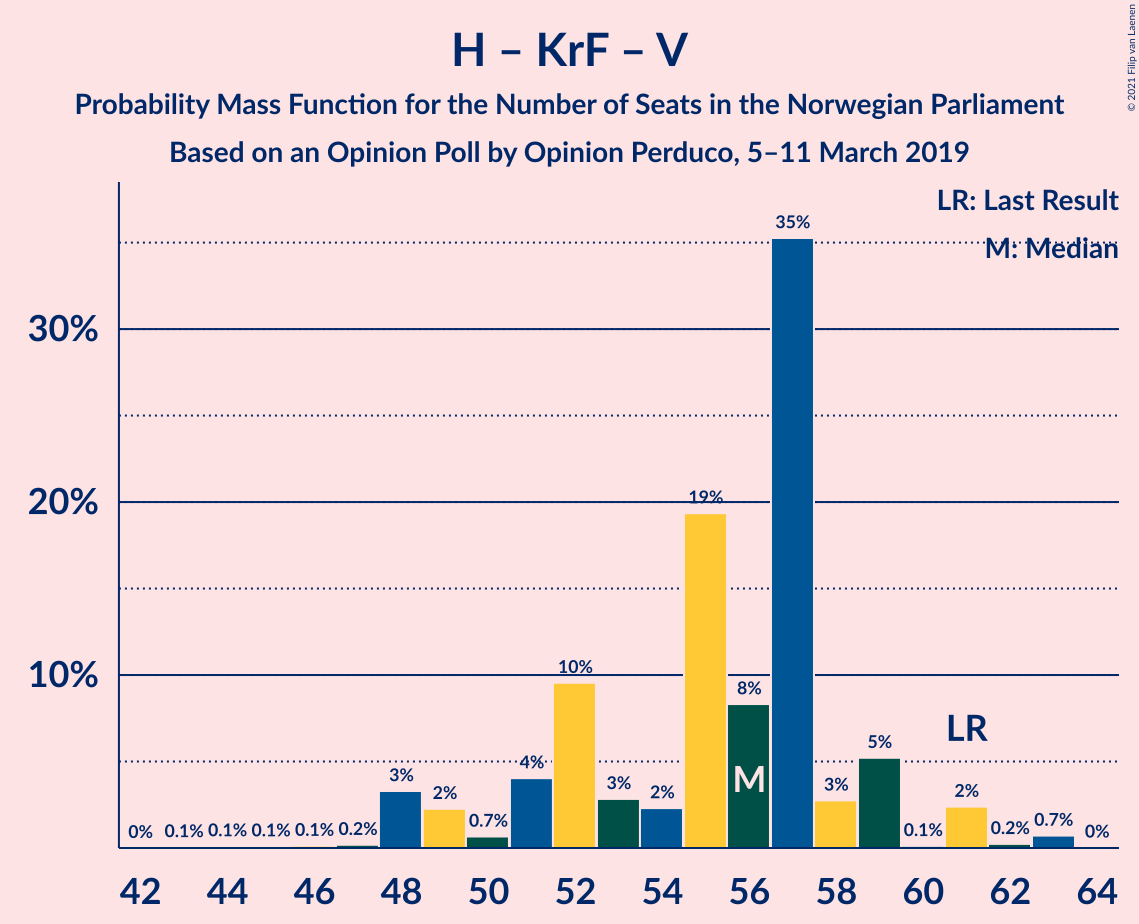 H – KrF – V
Probability Mass Function for the Number of Seats in the Norwegian Parliament
Based on an Opinion Poll by Opinion Perduco, 5–11 March 2019
© 2021 Filip van Laenen
LR: Last Result
M: Median
35%
30%
20%
19%
10%
10%
8%
LR
5%
4%
3%
3%
3%
2%
2%
2%
M
0.7%
0.7%
0% 0.1% 0.1% 0.1% 0.1% 0.2% 0.1% 0.2% 0%
42 44 46 48 50 52 54 56 58 60 62 64